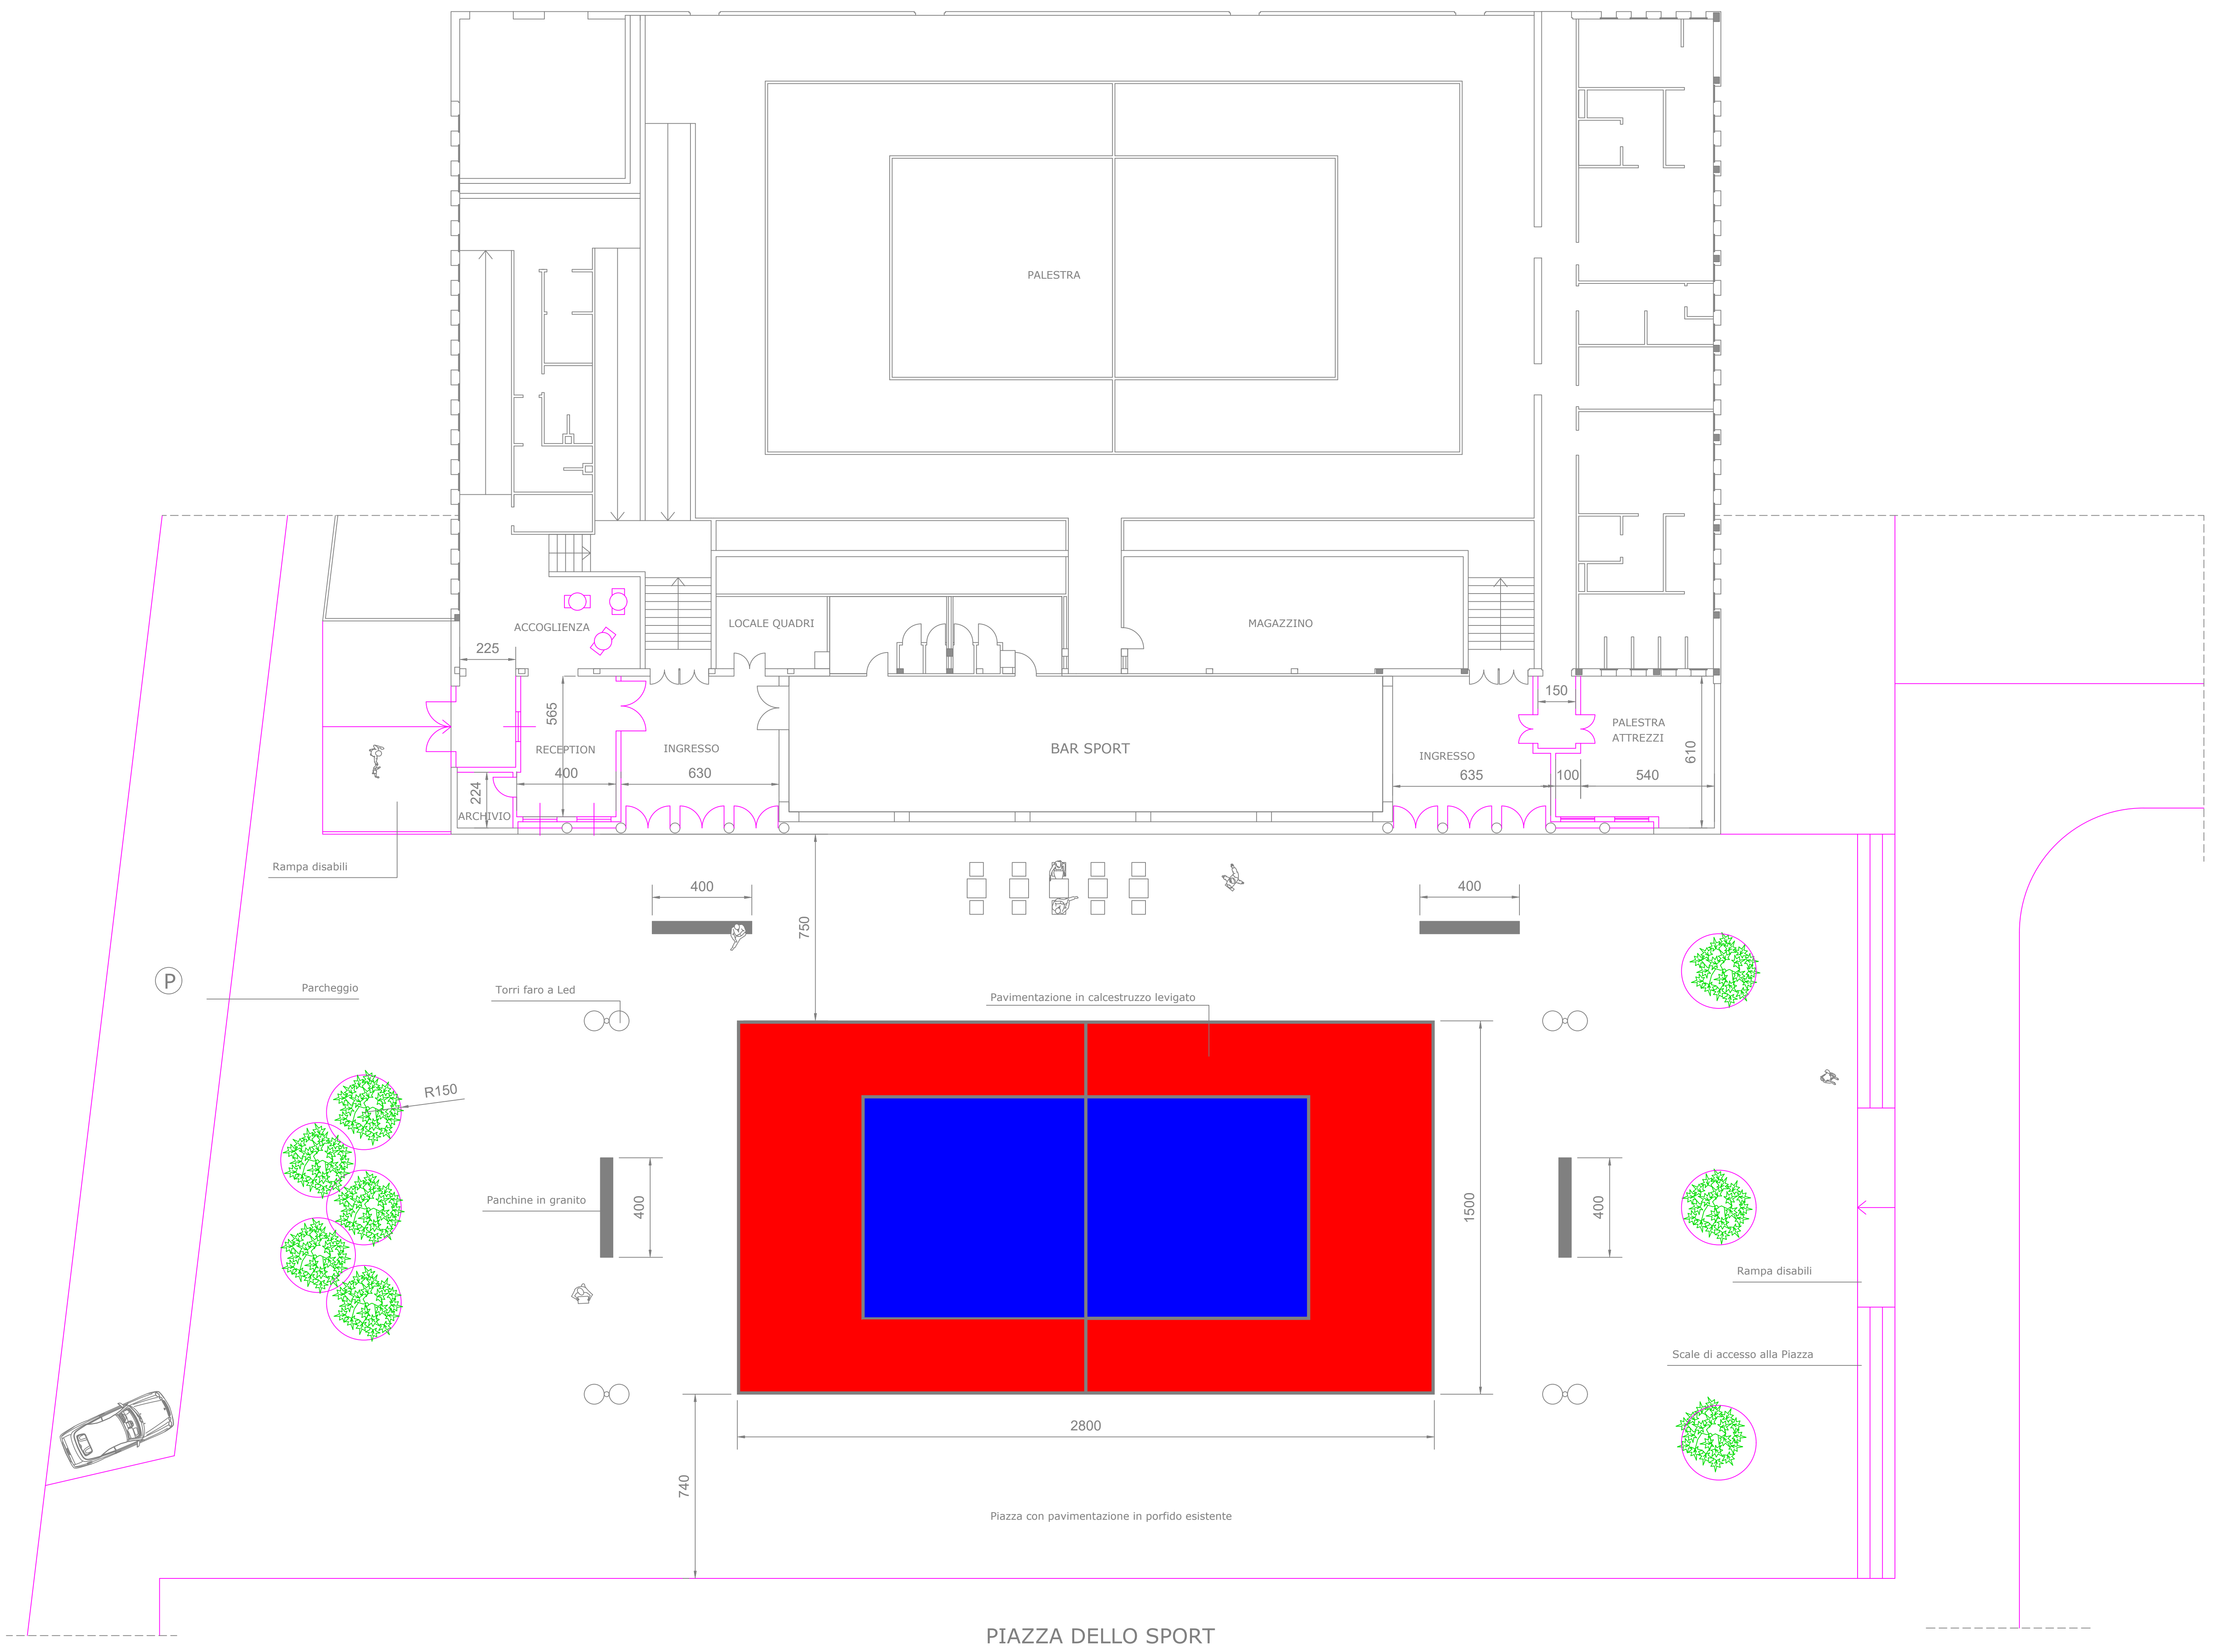 PALESTRA
ACCOGLIENZA
LOCALE QUADRI
MAGAZZINO
225
150
565
PALESTRA
ATTREZZI
RECEPTION
INGRESSO
BAR SPORT
INGRESSO
610
400
630
635
100
540
224
ARCHIVIO
Rampa disabili
400
400
750
P
Parcheggio
Torri faro a Led
Pavimentazione in calcestruzzo levigato
R150
Panchine in granito
400
1500
400
Rampa disabili
Scale di accesso alla Piazza
2800
740
Piazza con pavimentazione in porfido esistente
PIAZZA DELLO SPORT